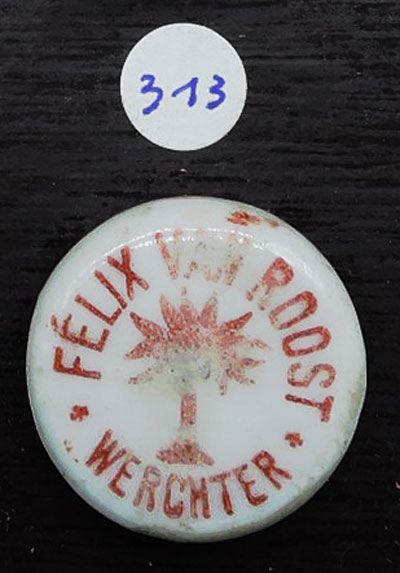 313
FÉLIX VAN ROOST
WERCHTER